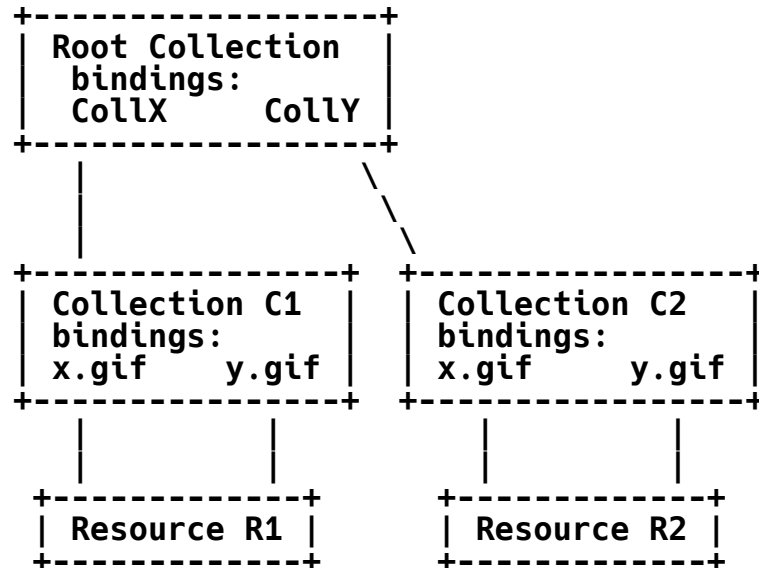 Root Collection
bindings:
CollX CollY
Collection C1
bindings:
x.gif y.gif
Collection C2
bindings:
x.gif y.gif
Resource R1
Resource R2